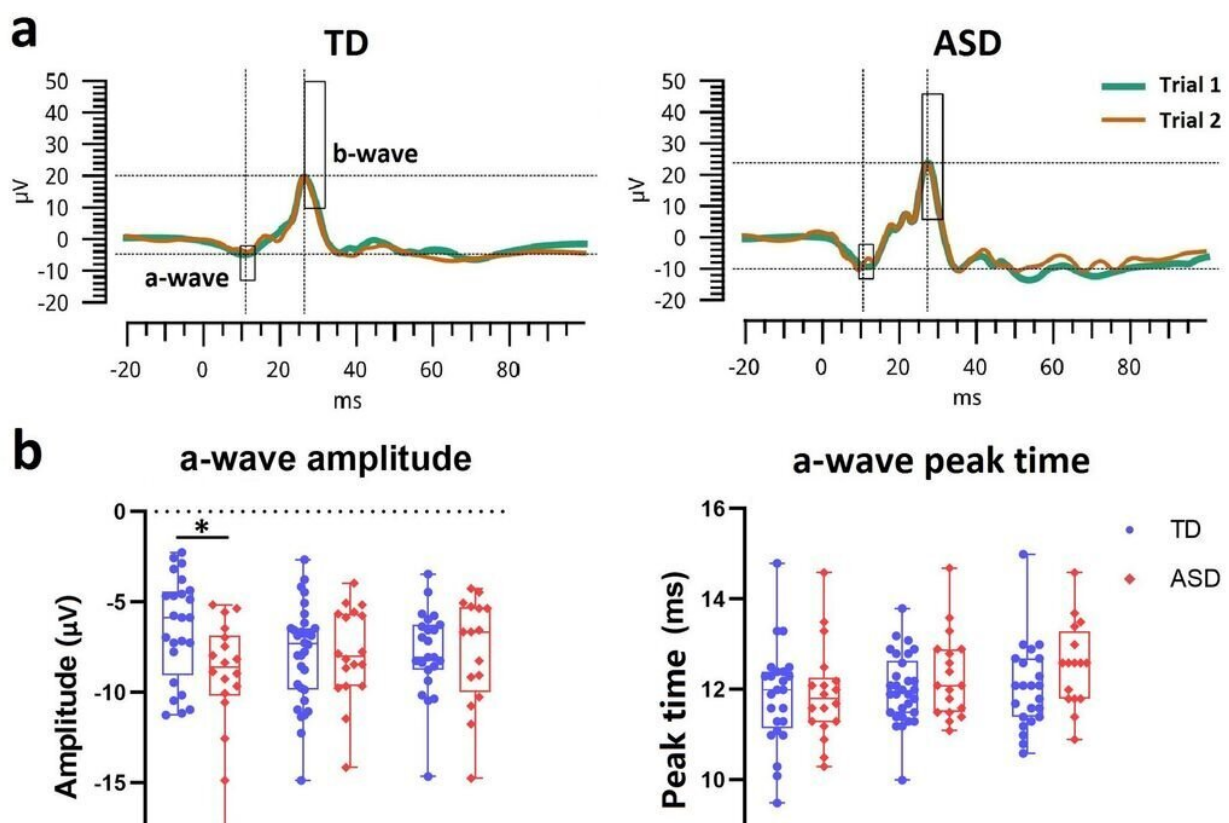 a
TD
ASD
50
40
30
20
10
0
-10
-20
µV
b-wave
a-wave
-20 0 20 40 60 80
ms
50
40
30
20
10
0
-10
-20
µV
Trial 1
Trial 2
-20 0 20 40 60 80
ms
b
a-wave amplitude
0
-5
-10
-15
Amplitude (µV)
*
a-wave peak time
16
14
12
10
Peak time (ms)
TD
ASD